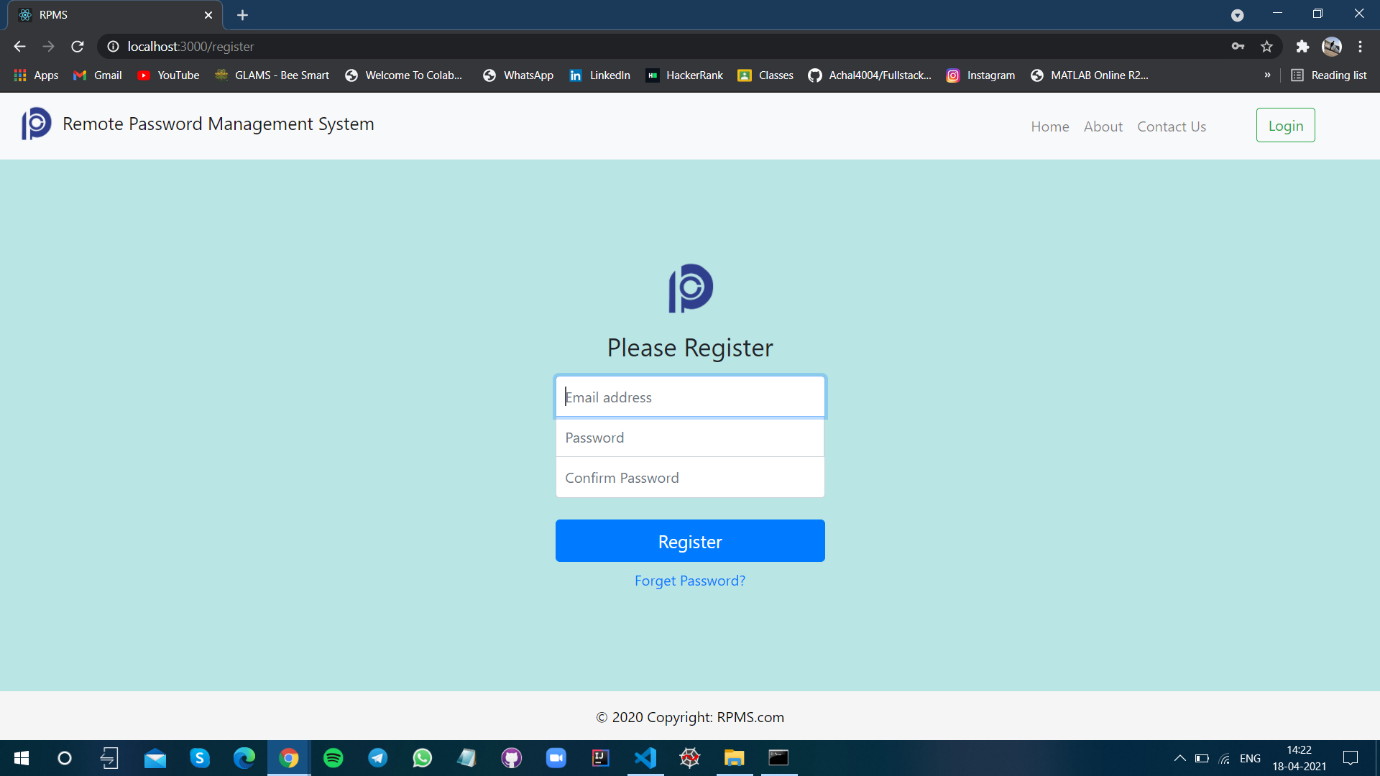 RPMS
localhost:3000/register
Apps Gmail YouTube GLAMS - Bee Smart Welcome To Colab... WhatsApp LinkedIn HackerRank Classes Achal4004/Fullstack... Instagram MATLAB Online R2... » Reading list
Remote Password Management System Home About Contact Us Login
Please Register
Email address
Password
Confirm Password
Register
Forget Password?
© 2020 Copyright: RPMS.com
ENG 14:22
18-04-2021